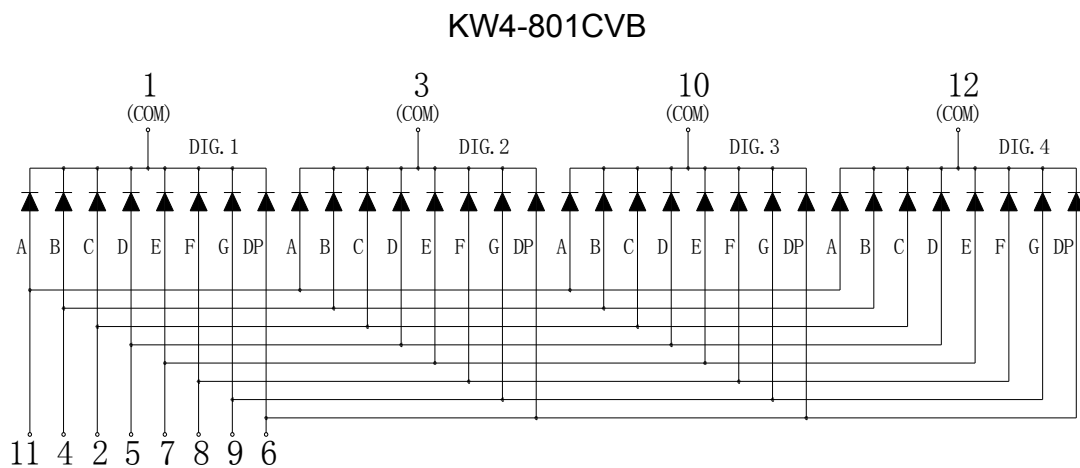 KW4-801CVB
1 3 10 12
(COM) (COM) (COM) (COM)
DIG.1 DIG.2 DIG.3 DIG.4
A B C D E F G DP A B C D E F G DP A B C D E F G DP A B C D E F G DP
11 4 2 5 7 8 9 6